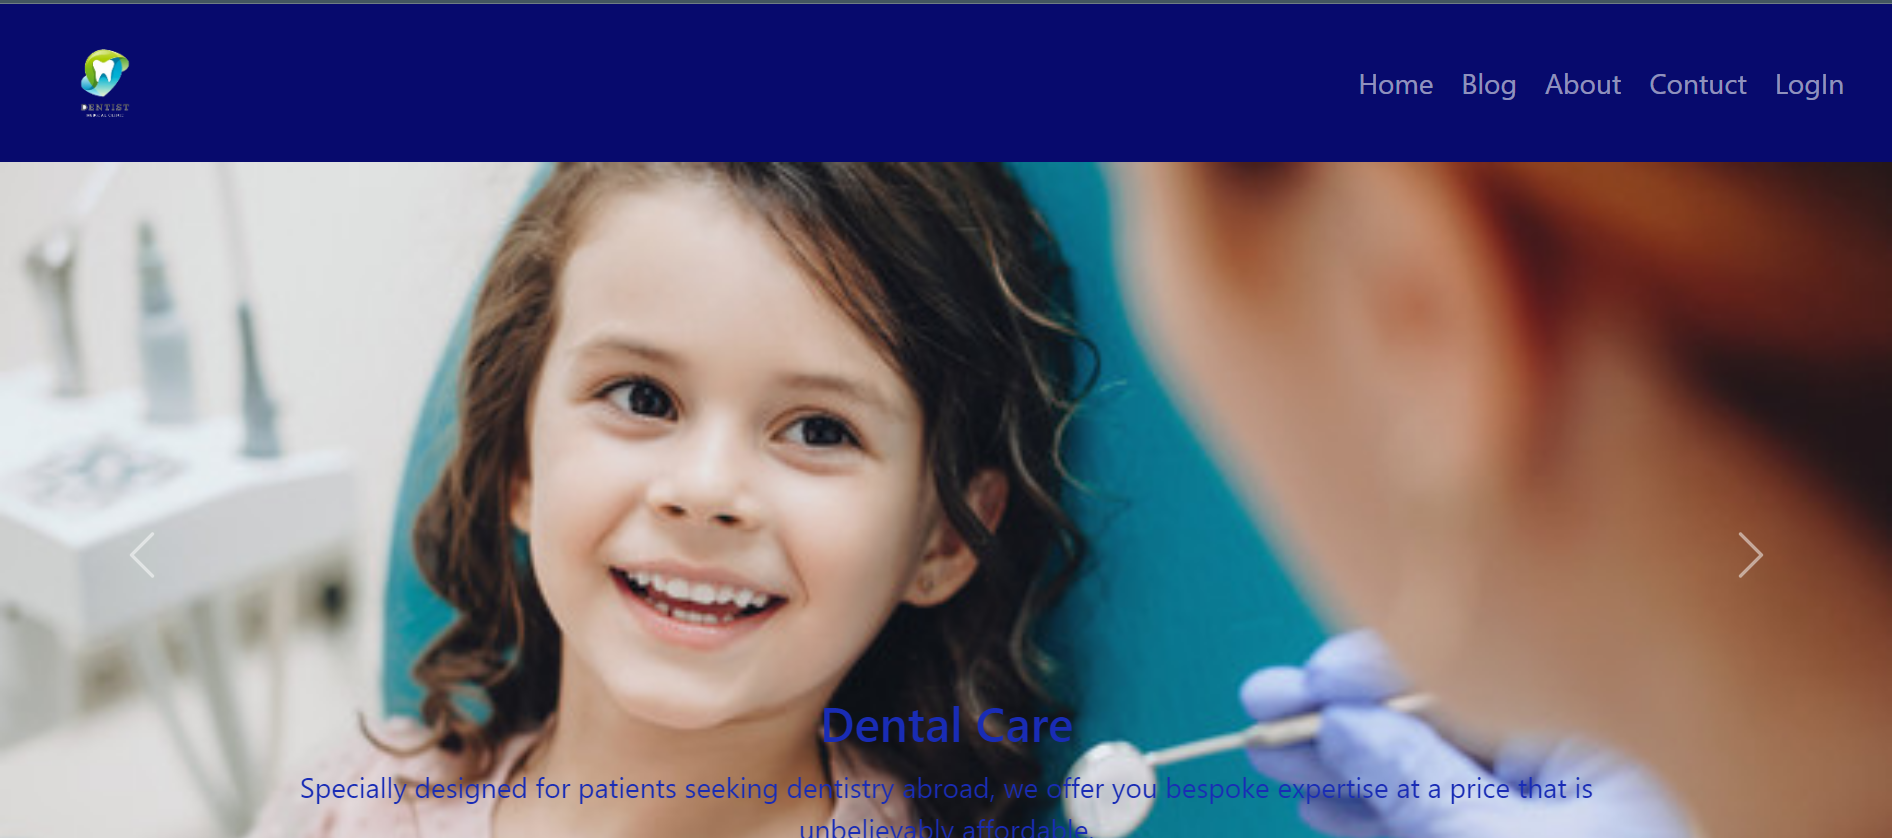 DENTIST
Home Blog About Contuct LogIn
Dental Care
Specially designed for patients seeking dentistry abroad, we offer you bespoke expertise at a price that is
unbelievably affordable.